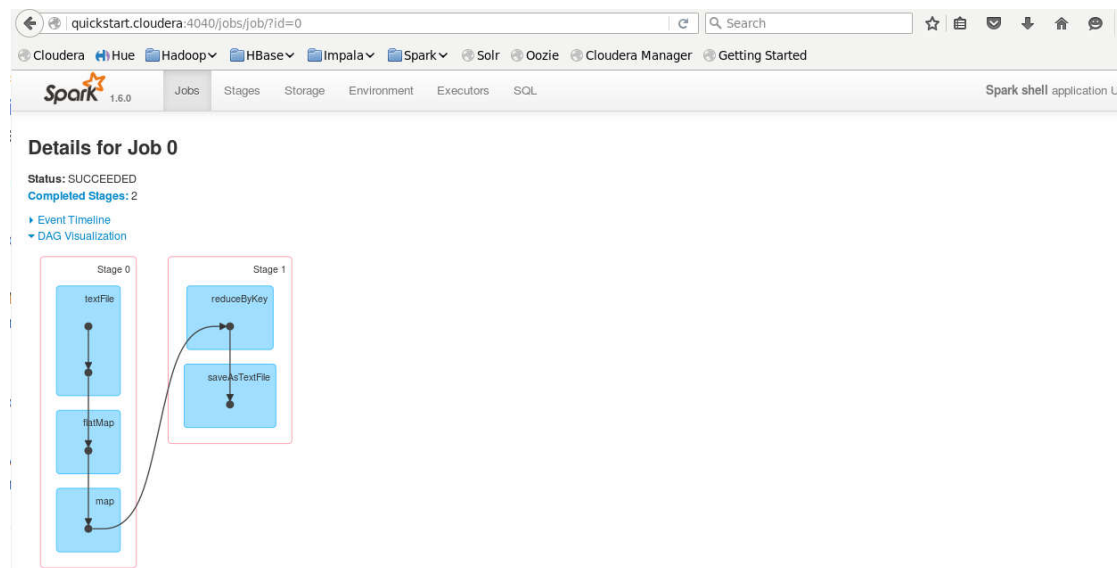 quickstart.cloudera:4040/jobs/job/?id=0
Search
Cloudera Hue Hadoop HBase Impala Spark Solr Oozie Cloudera Manager Getting Started
Spark 1.6.0 Jobs Stages Storage Environment Executors SQL Spark shell application U
Details for Job 0
Status: SUCCEEDED
Completed Stages: 2
Event Timeline
DAG Visualization
Stage 0
textFile
flatMap
map
Stage 1
reduceByKey
saveAsTextFile